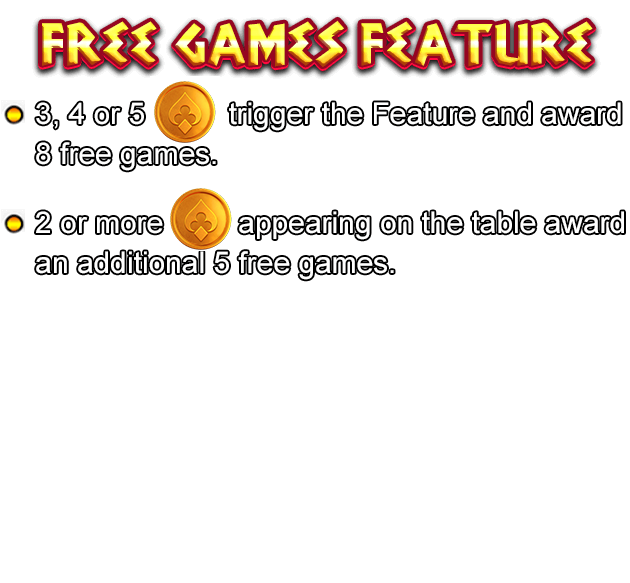 FREE GAMES FEATURE
3, 4 or 5 trigger the Feature and award
8 free games.
2 or more appearing on the table award
an additional 5 free games.